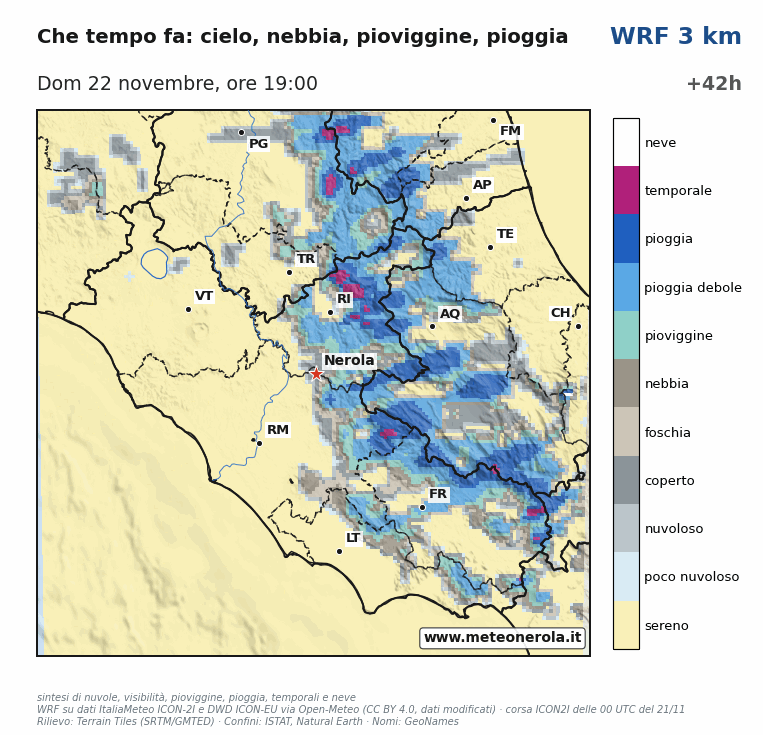 Che tempo fa: cielo, nebbia, pioviggine, pioggia
WRF 3 km
Dom 22 novembre, ore 19:00
+42h
PG
FM
AP
TE
TR
RI
VT
AQ
CH
Nerola
RM
FR
LT
www.meteonerola.it
neve
temporale
pioggia
pioggia debole
pioviggine
nebbia
foschia
coperto
nuvoloso
poco nuvoloso
sereno
sintesi di nuvole, visibilità, pioviggine, pioggia, temporali e neve
WRF su dati ItaliaMeteo ICON-2I e DWD ICON-EU via Open-Meteo (CC BY 4.0, dati modificati) · corsa ICON2I delle 00 UTC del 21/11
Rilievo: Terrain Tiles (SRTM/GMTED) · Confini: ISTAT, Natural Earth · Nomi: GeoNames